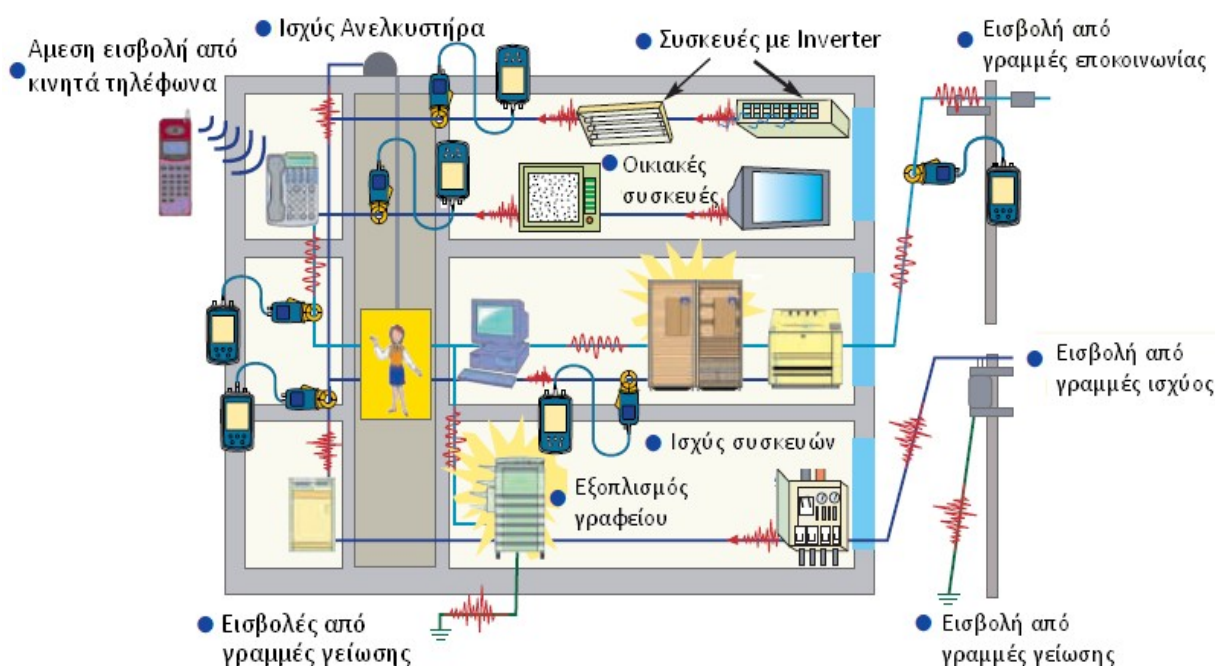 Ισχύς Ανελκυστήρα
Αμεση εισβολή από
κινητά τηλέφωνα
Συσκευές με Inverter
Εισβολή από
γραμμές εποκοινωνίας
Οικιακές
συσκευές
Εισβολή από
γραμμές ισχύος
Ισχύς συσκευών
Εξοπλισμός
γραφείου
Εισβολές από
γραμμές γείωσης
Εισβολή από
γραμμές γείωσης